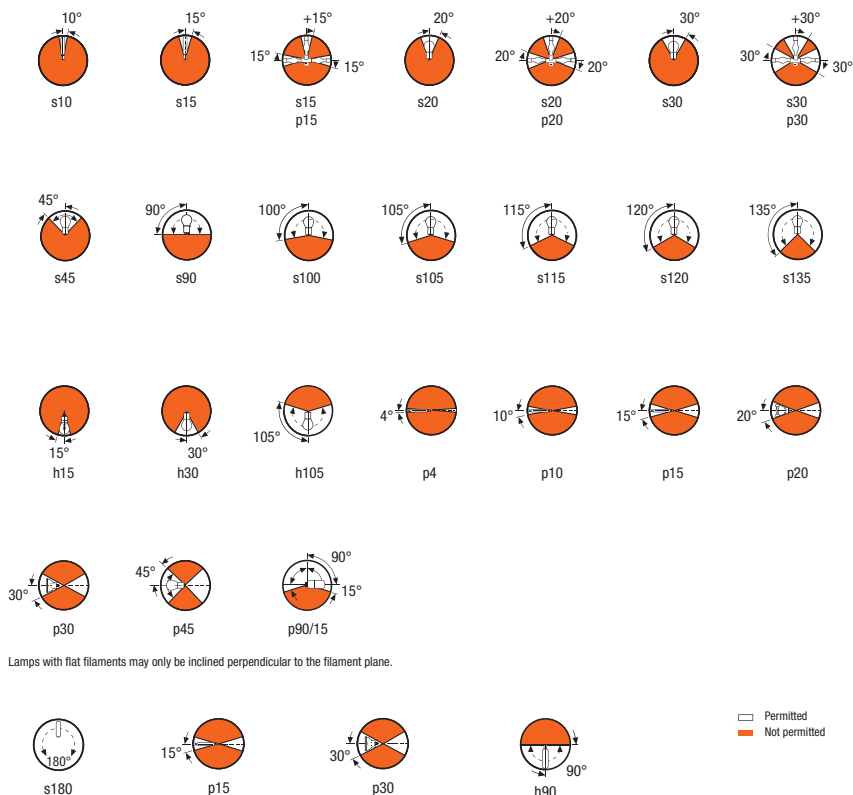 10° 15° +15° 20° +20° 30° +30°
15° 15° 20° 20° 30° 30°
s10 s15 s15 s20 s20 s30 s30
p15 p20 p30
45° 90° 100° 105° 115° 120° 135°
s45 s90 s100 s105 s115 s120 s135
4° 10° 15° 20°
105°
15° 30°
h15 h30 h105 p4 p10 p15 p20
90°
45°
30° 15°
p30 p45 p90/15
Lamps with flat filaments may only be inclined perpendicular to the filament plane.
Permitted
Not permitted
180° 15° 30° 90°
s180 p15 p30 h90